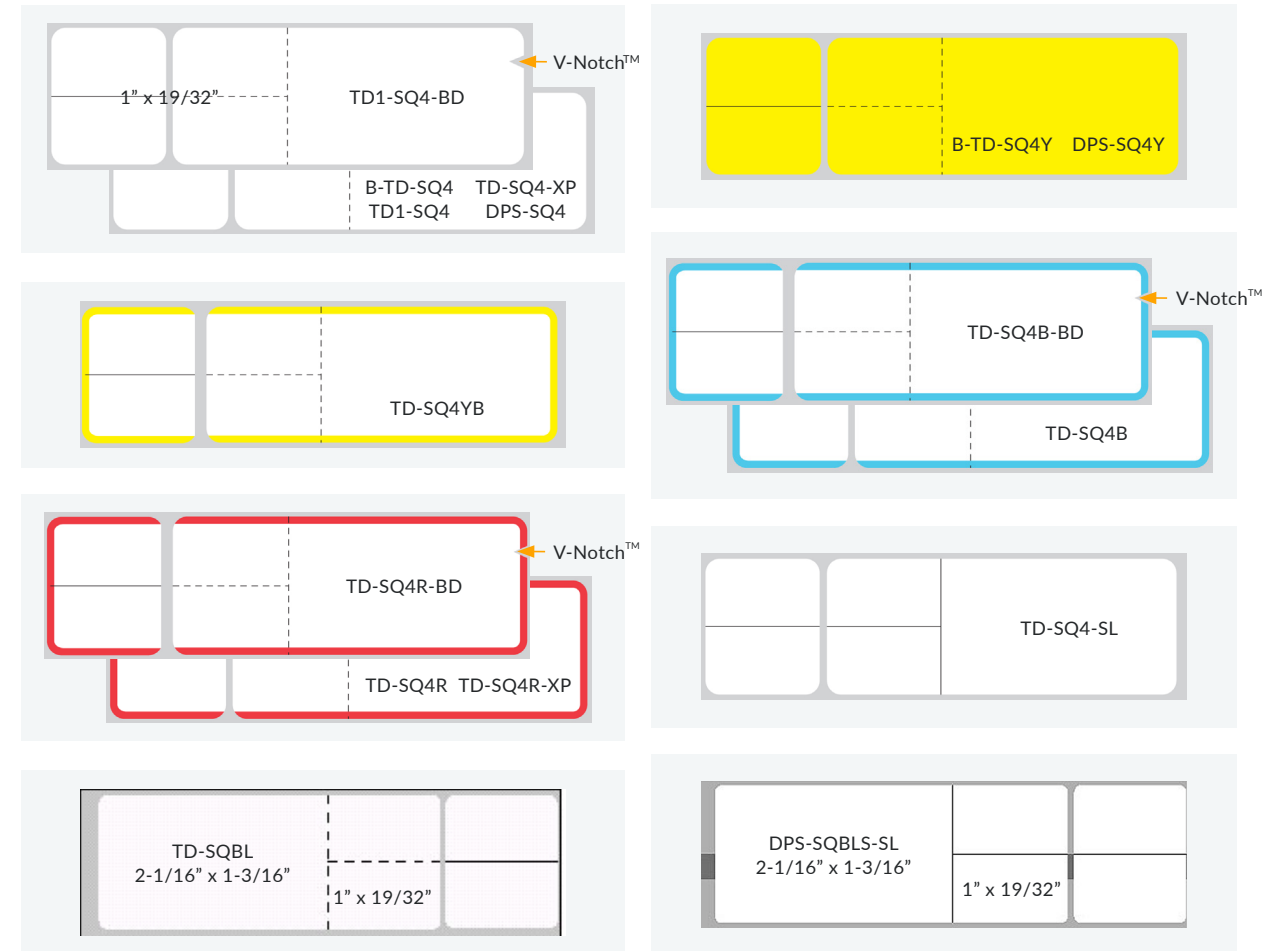 V-Notch™
1” x 19/32”
TD1-SQ4-BD
B-TD-SQ4 TD-SQ4-XP
TD1-SQ4 DPS-SQ4
B-TD-SQ4Y DPS-SQ4Y
TD-SQ4YB
V-Notch™
TD-SQ4B-BD
TD-SQ4B
V-Notch™
TD-SQ4R-BD
TD-SQ4R TD-SQ4R-XP
TD-SQ4-SL
TD-SQBL
2-1/16” x 1-3/16”
1” x 19/32”
DPS-SQBLS-SL
2-1/16” x 1-3/16”
1” x 19/32”